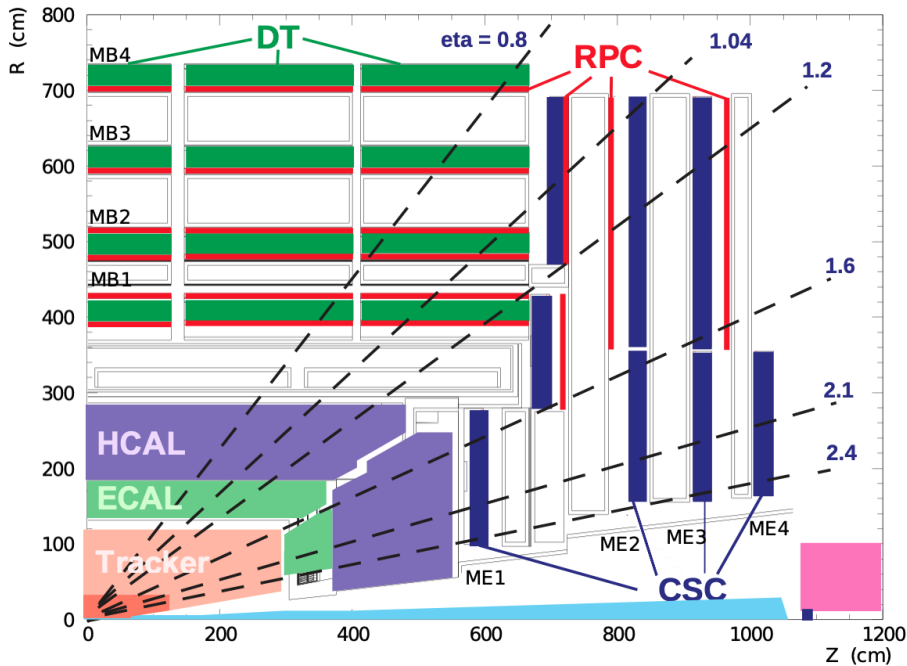 R (cm)
800
700
600
500
400
300
200
100
0
MB4
MB3
MB2
MB1
DT
eta = 0.8
1.04
1.2
RPC
1.6
2.1
2.4
HCAL
ECAL
Tracker
ME1
ME2
ME3
ME4
CSC
0
200
400
600
800
1000
1200
Z (cm)